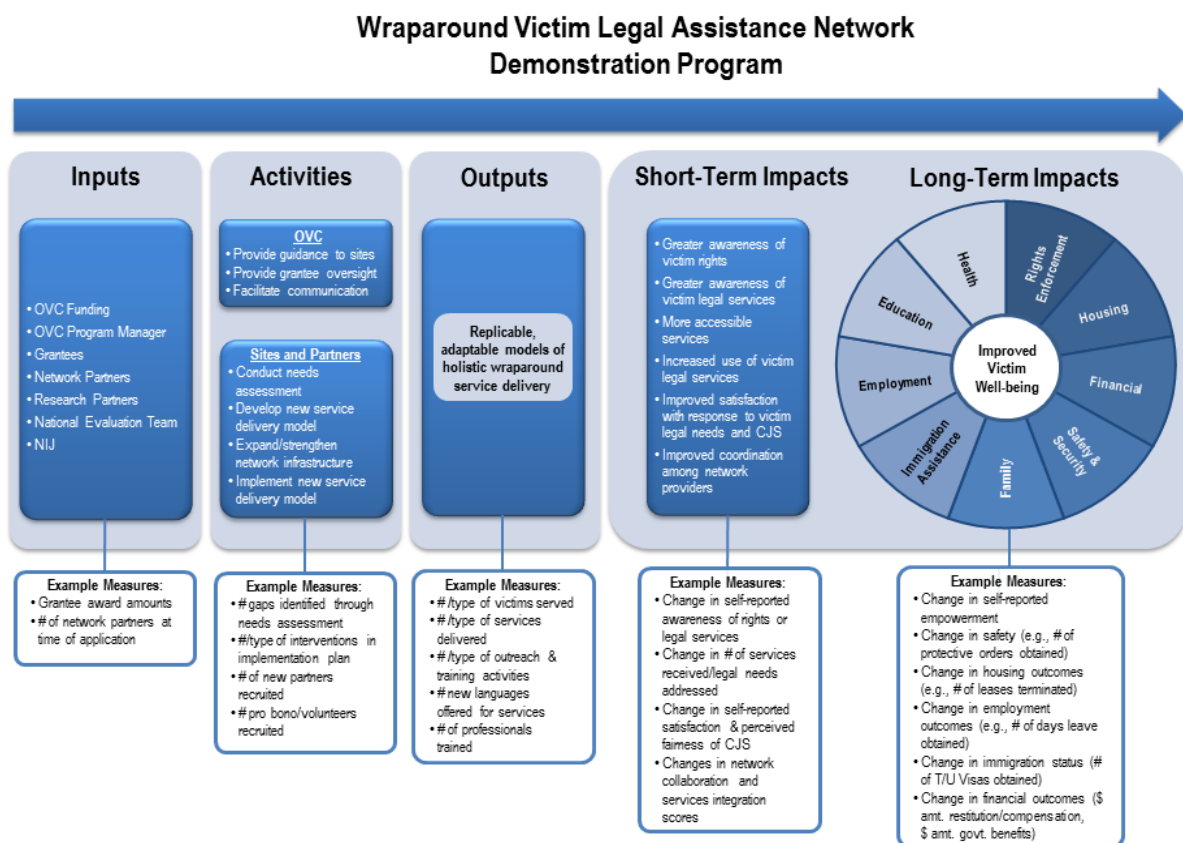 Wraparound Victim Legal Assistance Network
Demonstration Program
Inputs
• OVC Funding
• OVC Program Manager
• Grantees
• Network Partners
• Research Partners
• National Evaluation Team
• NIJ
Example Measures:
• Grantee award amounts
• # of network partners at
time of application
Activities
OVC
• Provide guidance to sites
• Provide grantee oversight
• Facilitate communication
Sites and Partners
• Conduct needs
assessment
• Develop new service
delivery model
• Expand/strengthen
network infrastructure
• Implement new service
delivery model
Example Measures:
• # gaps identified through
needs assessment
• #/type of interventions in
implementation plan
• # of new partners
recruited
• # pro bono/volunteers
recruited
Outputs
Replicable,
adaptable models of
holistic wraparound
service delivery
Example Measures:
• #/type of victims served
• #/type of services
delivered
• #/type of outreach &
training activities
• # new languages
offered for services
• # of professionals
trained
Short-Term Impacts
• Greater awareness of
victim rights
• Greater awareness of
victim legal services
• More accessible
services
• Increased use of victim
legal services
• Improved satisfaction
with response to victim
legal needs and CJS
• Improved coordination
among network
providers
Example Measures:
• Change in self-reported
awareness of rights or
legal services
• Change in # of services
received/legal needs
addressed
• Change in self-reported
satisfaction & perceived
fairness of CJS
• Changes in network
collaboration and
services integration
scores
Long-Term Impacts
Health
Rights
Enforcement
Housing
Financial
Safety &
Security
Family
Immigration
Assistance
Employment
Education
Improved
Victim
Well-being
Example Measures:
• Change in self-reported
empowerment
• Change in safety (e.g., # of
protective orders obtained)
• Change in housing outcomes
(e.g., # of leases terminated)
• Change in employment
outcomes (e.g., # of days leave
obtained)
• Change in immigration status (#
of T/U Visas obtained)
• Change in financial outcomes ($
amt. restitution/compensation,
$ amt. govt. benefits)